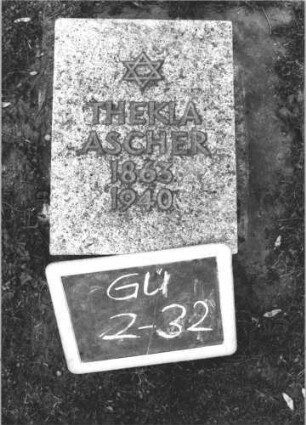 THEKLA
ASCHER
1863
1940
GÜ
2-32